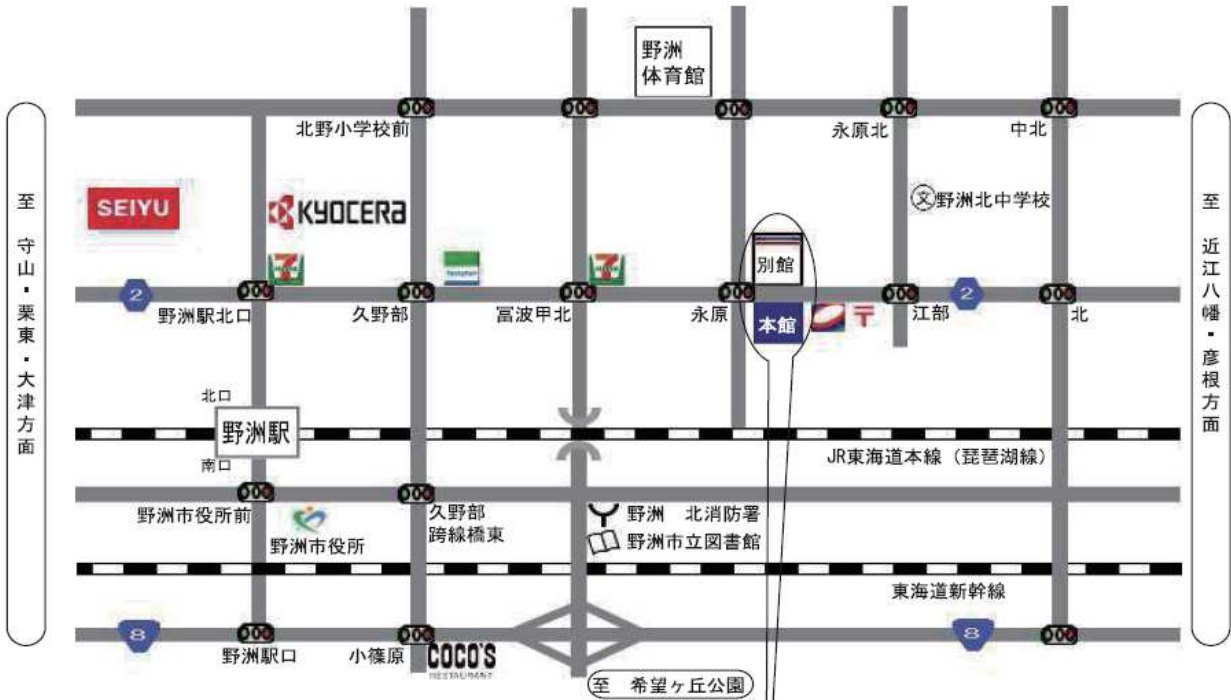 野洲
体育館
北野小学校前
永原北
中北
至 守山・栗東・大津方面
至 近江八幡・彦根方面
SEIYU
KYOCERA
文
野洲北中学校
別館
7
FamilyMart
7
2
2
野洲駅北口
久野部
冨波甲北
永原
本館
〒
江部
北
北口
野洲駅
南口
JR東海道本線（琵琶湖線）
野洲市役所前
野洲市役所
久野部
跨線橋東
野洲 北消防署
野洲市立図書館
東海道新幹線
8
8
野洲駅口
小篠原
COCO'S
RESTAURANT
至 希望ヶ丘公園